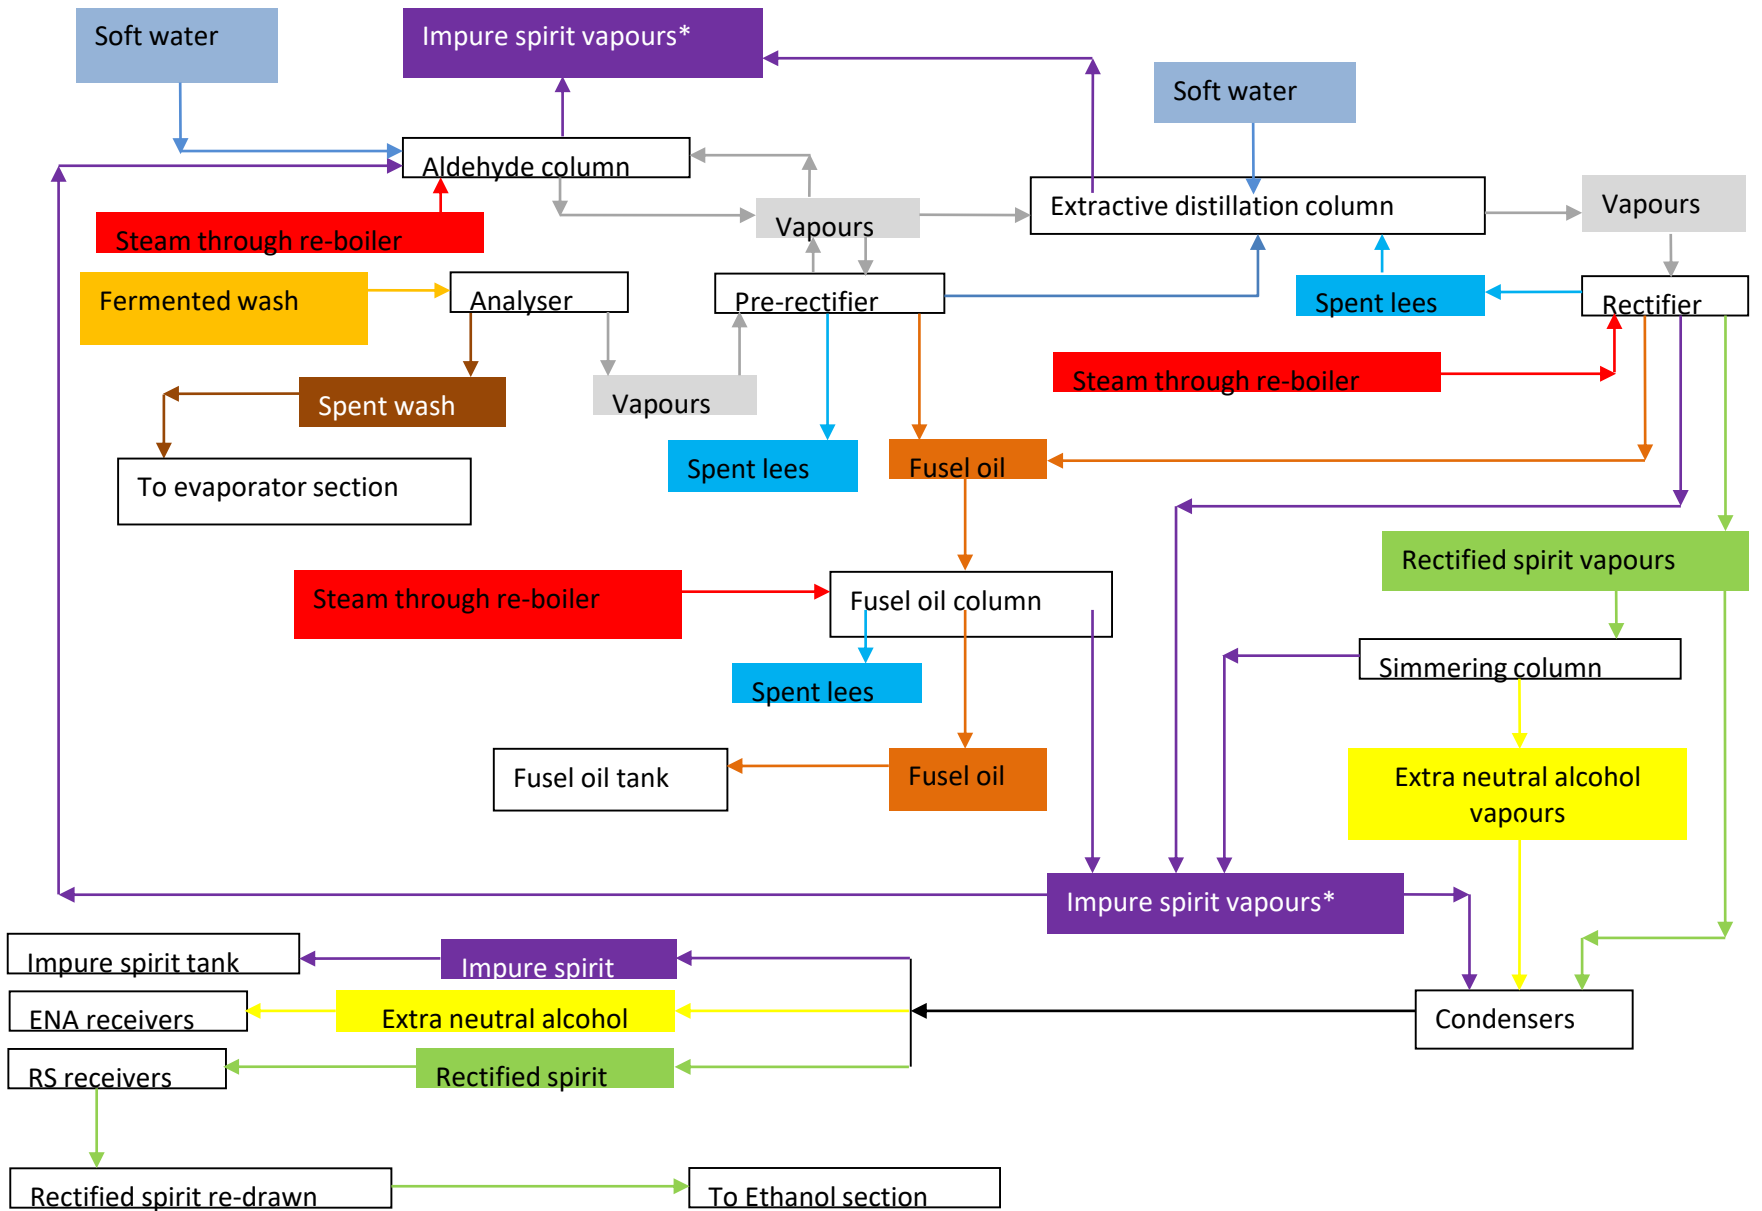 Soft water
Impure spirit vapours*
Soft water
Aldehyde column
Extractive distillation column
Vapours
Vapours
Steam through re-boiler
Fermented wash
Analyser
Pre-rectifier
Spent lees
Rectifier
Steam through re-boiler
Spent wash
Vapours
Spent lees
Fusel oil
To evaporator section
Rectified spirit vapours
Steam through re-boiler
Fusel oil column
Simmering column
Spent lees
Fusel oil tank
Fusel oil
Extra neutral alcohol
vapours
Impure spirit vapours*
Impure spirit tank
Impure spirit
ENA receivers
Extra neutral alcohol
Condensers
RS receivers
Rectified spirit
Rectified spirit re-drawn
To Ethanol section